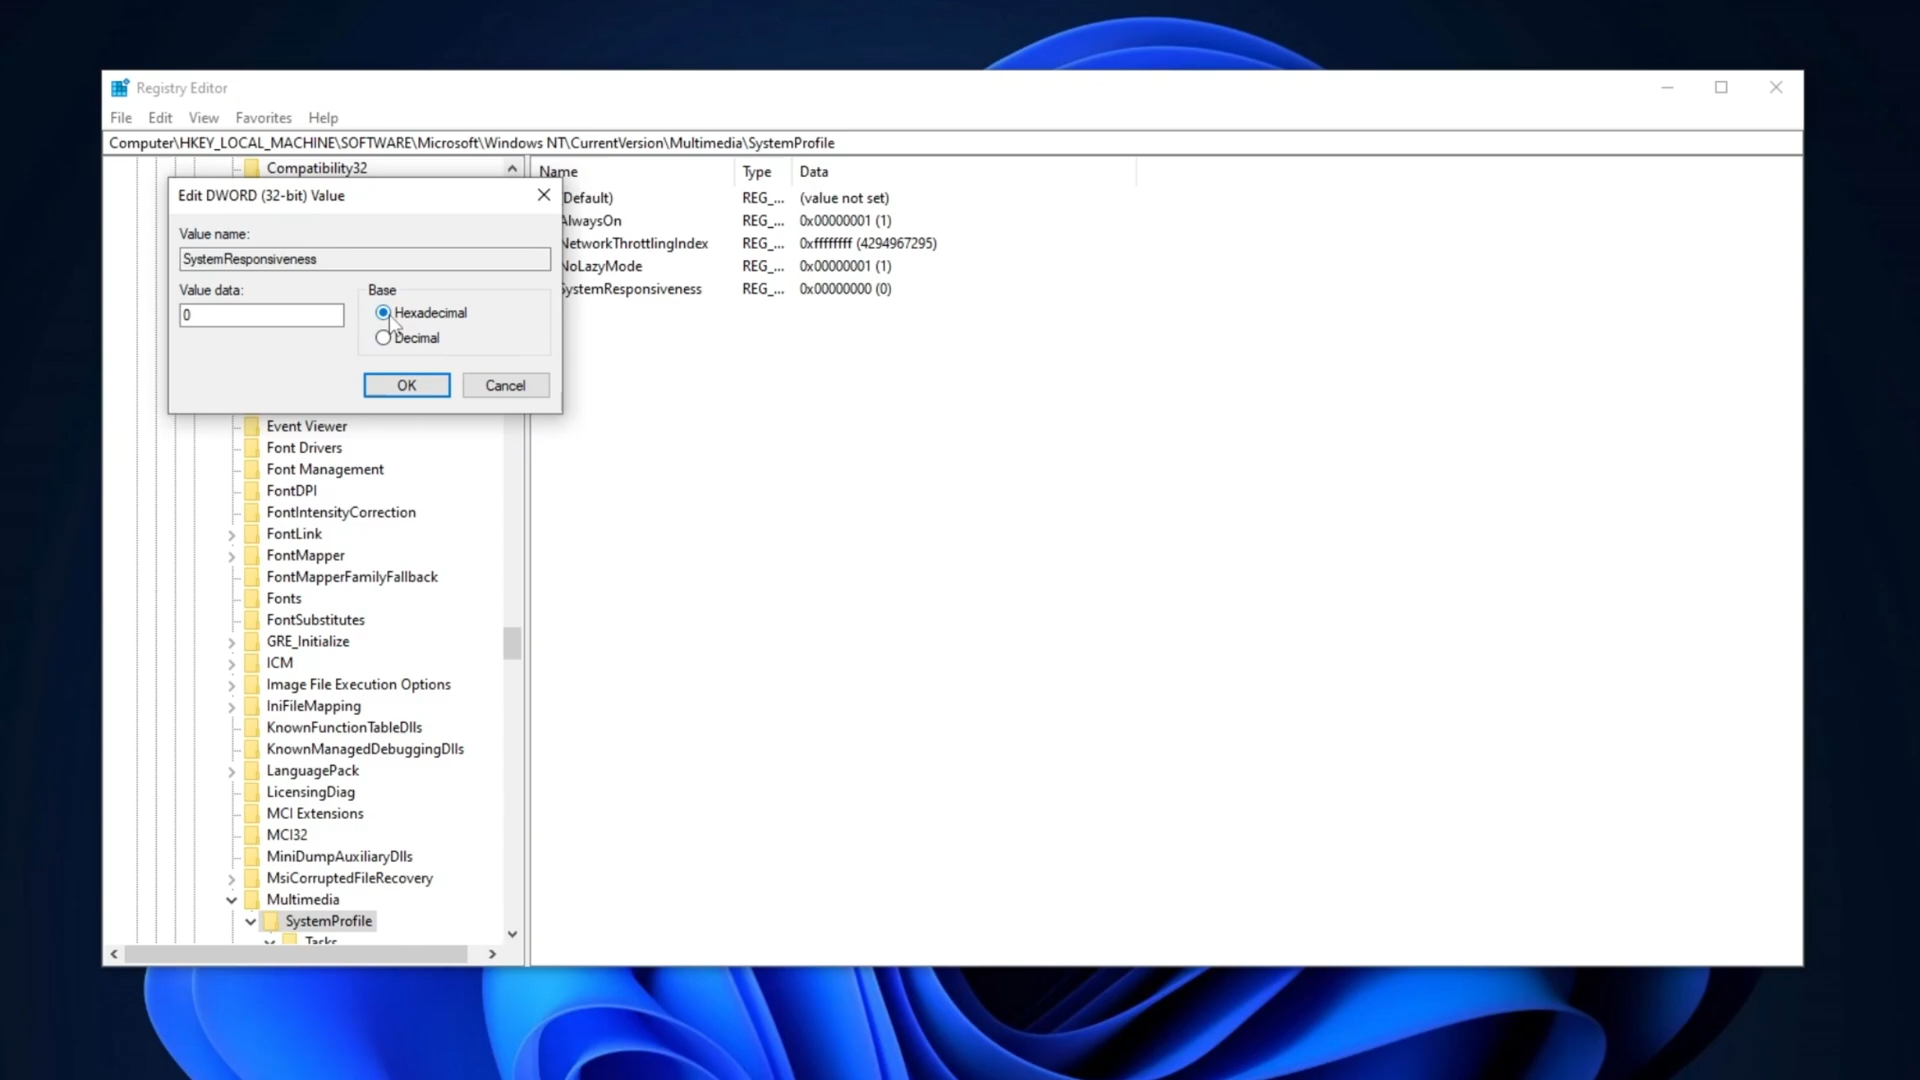 Registry Editor
File Edit View Favorites Help
Computer\HKEY_LOCAL_MACHINE\SOFTWARE\Microsoft\Windows NT\CurrentVersion\Multimedia\SystemProfile
Compatibility32
Edit DWORD (32-bit) Value
Value name:
SystemResponsiveness
Value data:
0
Base
Hexadecimal
Decimal
OK Cancel
Event Viewer
Font Drivers
Font Management
FontDPI
FontIntensityCorrection
FontLink
FontMapper
FontMapperFamilyFallback
Fonts
FontSubstitutes
GRE_Initialize
ICM
Image File Execution Options
IniFileMapping
KnownFunctionTableDlls
KnownManagedDebuggingDlls
LanguagePack
LicensingDiag
MCI Extensions
MCI32
MiniDumpAuxiliaryDlls
MsiCorruptedFileRecovery
Multimedia
SystemProfile
Tasks
Name Type Data
Default) REG_... (value not set)
AlwaysOn REG_... 0x00000001 (1)
NetworkThrottlingIndex REG_... 0xffffffff (4294967295)
NoLazyMode REG_... 0x00000001 (1)
SystemResponsiveness REG_... 0x00000000 (0)